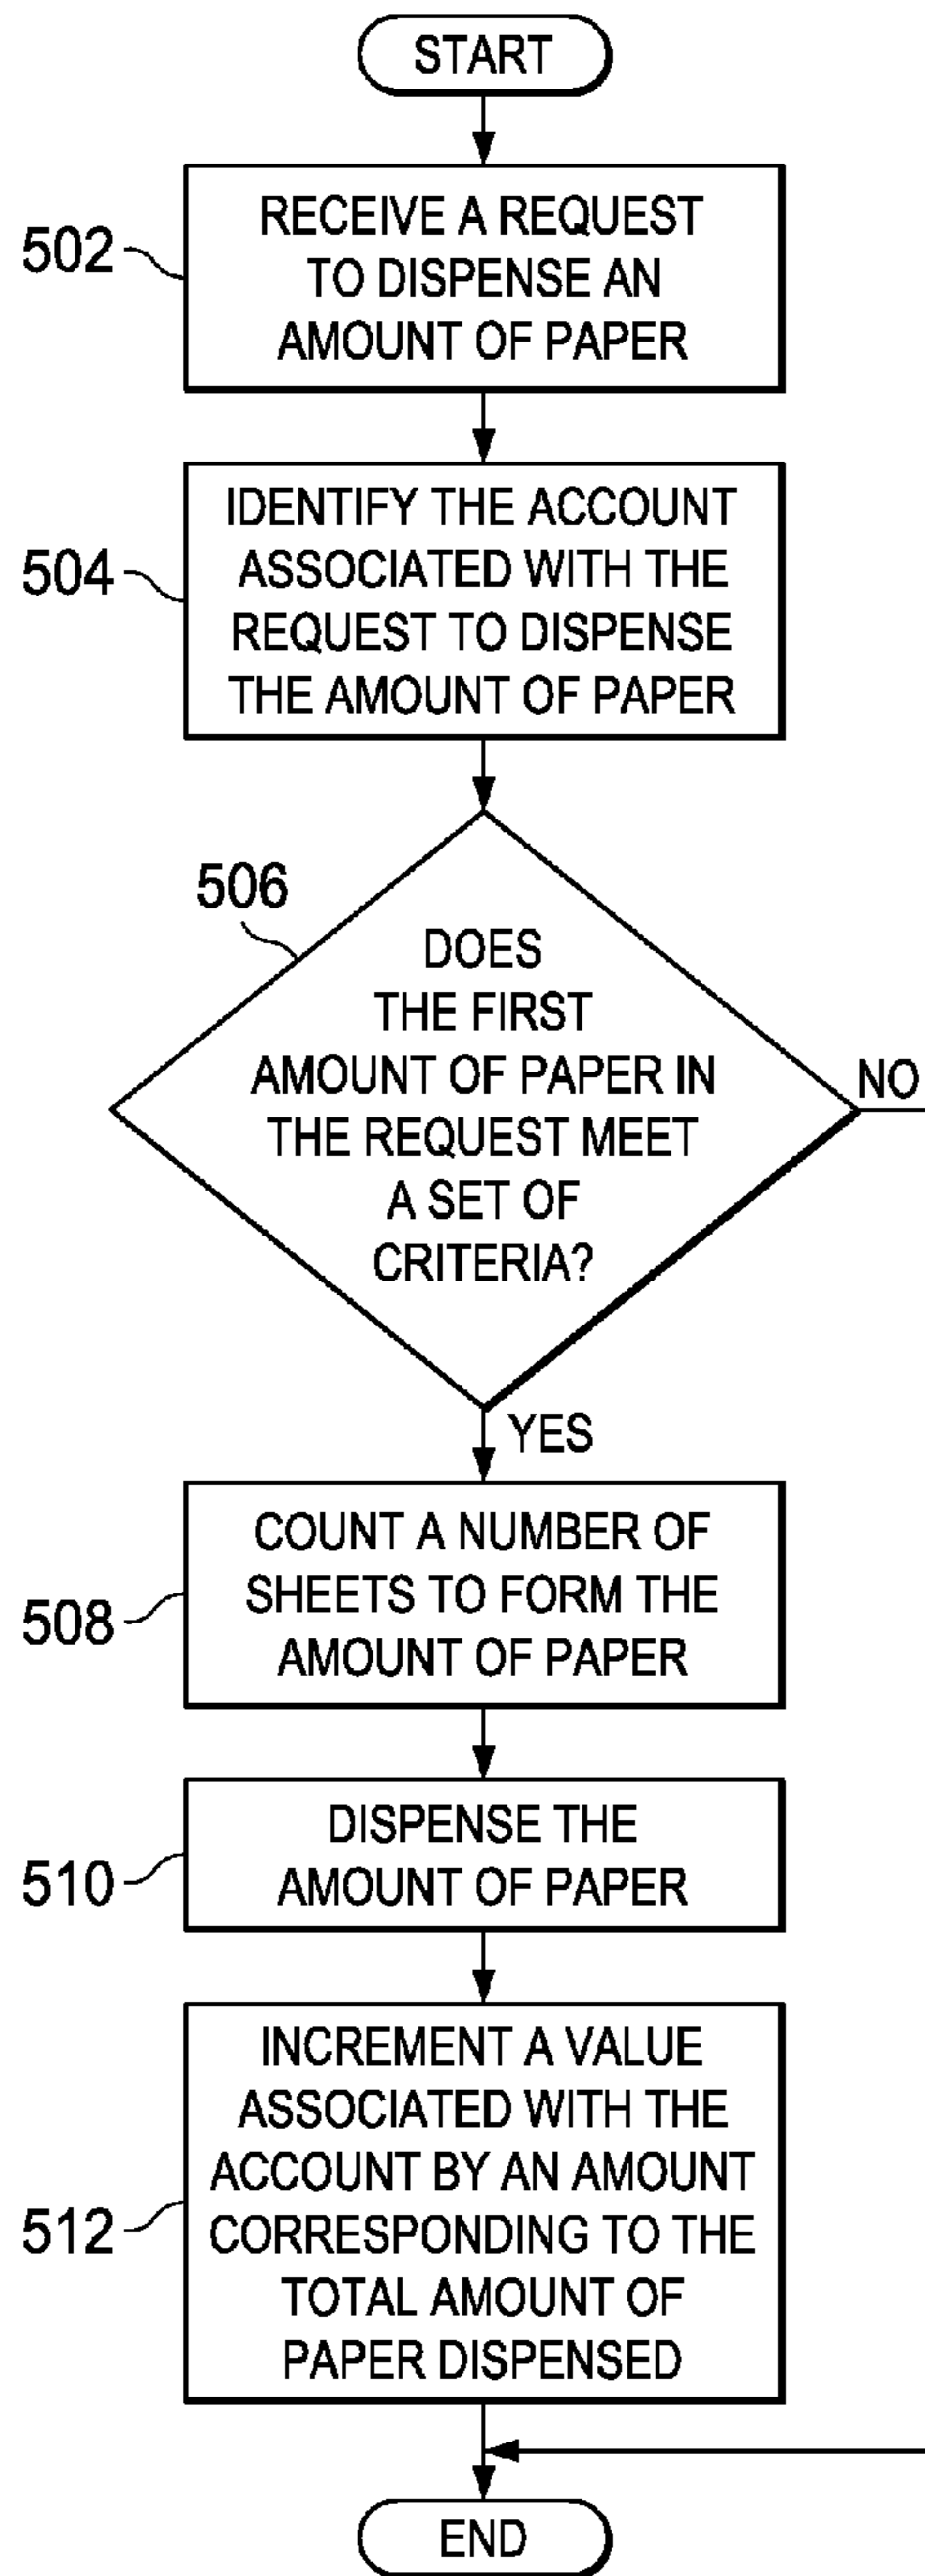 START
502
RECEIVE A REQUEST
TO DISPENSE AN
AMOUNT OF PAPER
504
IDENTIFY THE ACCOUNT
ASSOCIATED WITH THE
REQUEST TO DISPENSE
THE AMOUNT OF PAPER
506
DOES
THE FIRST
AMOUNT OF PAPER IN
THE REQUEST MEET
A SET OF
CRITERIA?
NO
YES
508
COUNT A NUMBER OF
SHEETS TO FORM THE
AMOUNT OF PAPER
510
DISPENSE THE
AMOUNT OF PAPER
512
INCREMENT A VALUE
ASSOCIATED WITH THE
ACCOUNT BY AN AMOUNT
CORRESPONDING TO THE
TOTAL AMOUNT OF
PAPER DISPENSED
END